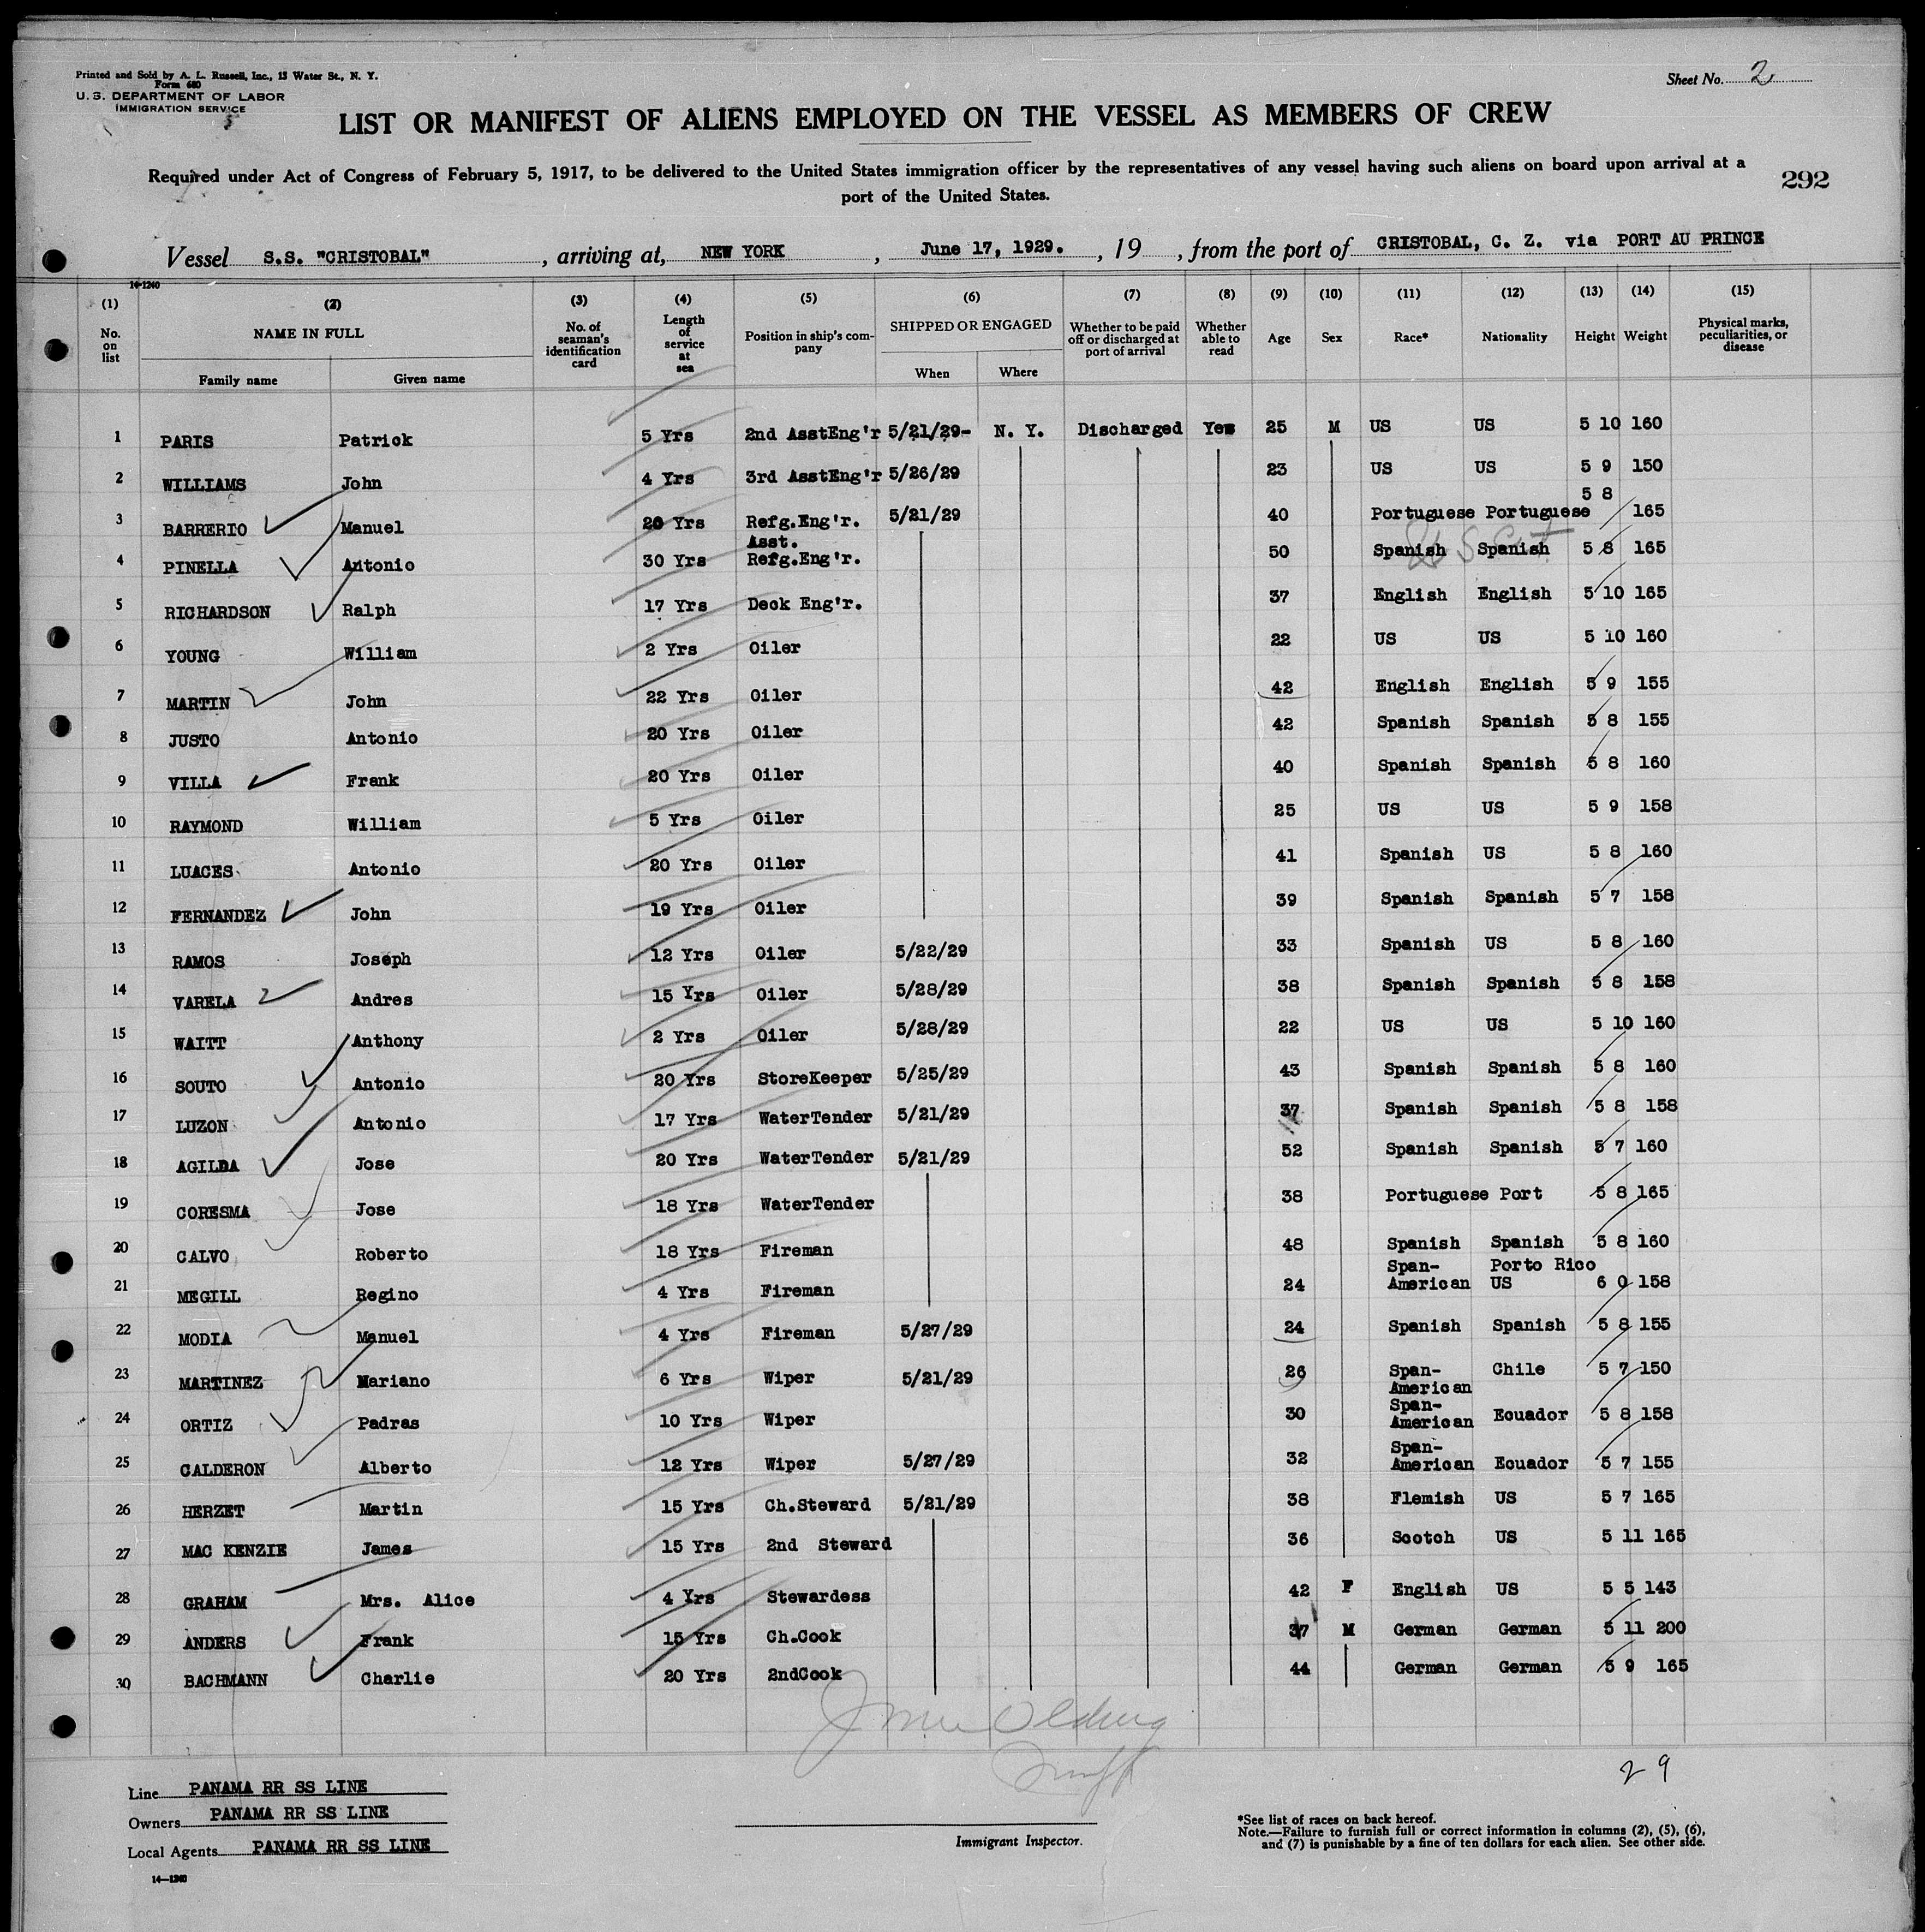 Printed and Sold by A. L. Russell, Inc., 13 Water St., N. Y.
Form 680
U. S. DEPARTMENT OF LABOR
IMMIGRATION SERVICE
Sheet No. 2
LIST OR MANIFEST OF ALIENS EMPLOYED ON THE VESSEL AS MEMBERS OF CREW
Required under Act of Congress of February 5, 1917, to be delivered to the United States immigration officer by the representatives of any vessel having such aliens on board upon arrival at a
port of the United States.
292
Vessel S.S. "CRISTOBAL", arriving at, NEW YORK, June 17, 1929., 19, from the port of CRISTOBAL, C. Z. via PORT AU PRINCE
14-1240
(1) (2) (3) (4) (5) (6) (7) (8) (9) (10) (11) (12) (13) (14) (15)
No. on list NAME IN FULL Family name Given name No. of seaman's identification card Length of service at sea Position in ship's company SHIPPED OR ENGAGED When Where Whether to be paid off or discharged at port of arrival Whether able to read Age Sex Race* Nationality Height Weight Physical marks, peculiarities, or disease
1 PARIS Patrick 5 Yrs 2nd AsstEng'r 5/21/29- N. Y. Discharged Yes 25 M US US 5 10 160
2 WILLIAMS John 4 Yrs 3rd AsstEng'r 5/26/29 23 US US 5 9 150
3 BARRERIO Manuel 20 Yrs Refg.Eng'r. 5/21/29 40 Portuguese Portuguese 5 8 165
4 PINELLA Antonio 30 Yrs Asst. Refg.Eng'r. 50 Spanish Spanish 5 8 165
5 RICHARDSON Ralph 17 Yrs Deck Eng'r. 37 English English 5 10 165
6 YOUNG William 2 Yrs Oiler 22 US US 5 10 160
7 MARTIN John 22 Yrs Oiler 42 English English 5 9 155
8 JUSTO Antonio 20 Yrs Oiler 42 Spanish Spanish 5 8 155
9 VILLA Frank 20 Yrs Oiler 40 Spanish Spanish 5 8 160
10 RAYMOND William 5 Yrs Oiler 25 US US 5 9 158
11 LUACES Antonio 20 Yrs Oiler 41 Spanish US 5 8 160
12 FERNANDEZ John 19 Yrs Oiler 39 Spanish Spanish 5 7 158
13 RAMOS Joseph 12 Yrs Oiler 5/22/29 33 Spanish US 5 8 160
14 VARELA Andres 15 Yrs Oiler 5/28/29 38 Spanish Spanish 5 8 158
15 WAITT Anthony 2 Yrs Oiler 5/28/29 22 US US 5 10 160
16 SOUTO Antonio 20 Yrs StoreKeeper 5/25/29 43 Spanish Spanish 5 8 160
17 LUZON Antonio 17 Yrs WaterTender 5/21/29 37 Spanish Spanish 5 8 158
18 AGILDA Jose 20 Yrs WaterTender 5/21/29 52 Spanish Spanish 5 7 160
19 CORESMA Jose 18 Yrs WaterTender 38 Portuguese Port 5 8 165
20 CALVO Roberto 18 Yrs Fireman 48 Spanish Spanish 5 8 160
21 MEGILL Regino 4 Yrs Fireman 24 Span-American Porto Rico US 6 0 158
22 MODIA Manuel 4 Yrs Fireman 5/27/29 24 Spanish Spanish 5 8 155
23 MARTINEZ Mariano 6 Yrs Wiper 5/21/29 26 Span-American Chile 5 7 150
24 ORTIZ Padras 10 Yrs Wiper 30 Span-American Ecuador 5 8 158
25 CALDERON Alberto 12 Yrs Wiper 5/27/29 32 Span-American Ecuador 5 7 155
26 HERZET Martin 15 Yrs Ch.Steward 5/21/29 38 Flemish US 5 7 165
27 MAC KENZIE James 15 Yrs 2nd Steward 36 Scotch US 5 11 165
28 GRAHAM Mrs. Alice 4 Yrs Stewardess 42 F English US 5 5 143
29 ANDERS Frank 15 Yrs Ch.Cook 37 M German German 5 11 200
30 BACHMANN Charlie 20 Yrs 2ndCook 44 German German 5 9 165
29
Line PANAMA RR SS LINE
Owners PANAMA RR SS LINE
Local Agents PANAMA RR SS LINE
14—1240
Immigrant Inspector.
*See list of races on back hereof.
Note.—Failure to furnish full or correct information in columns (2), (5), (6),
and (7) is punishable by a fine of ten dollars for each alien. See other side.